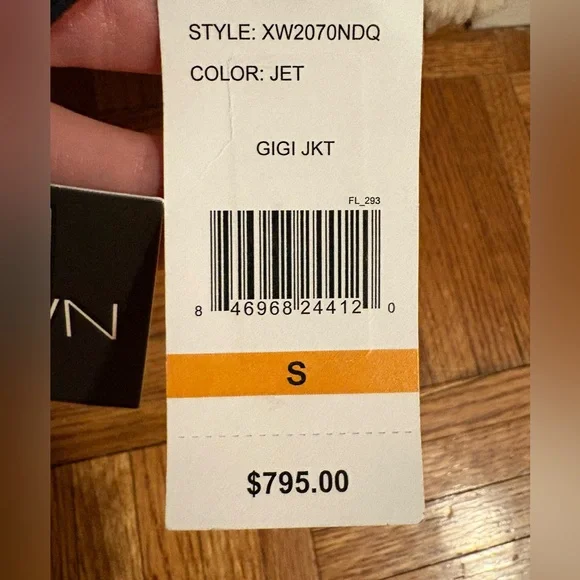 STYLE: XW2070NDQ
COLOR: JET
GIGI JKT
FL_293
8 46968 24412 0
S
$795.00